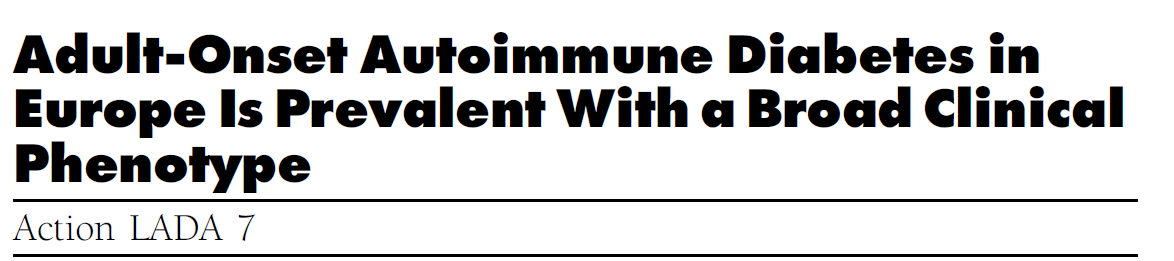 Adult-Onset Autoimmune Diabetes in
Europe Is Prevalent With a Broad Clinical
Phenotype
Action LADA 7